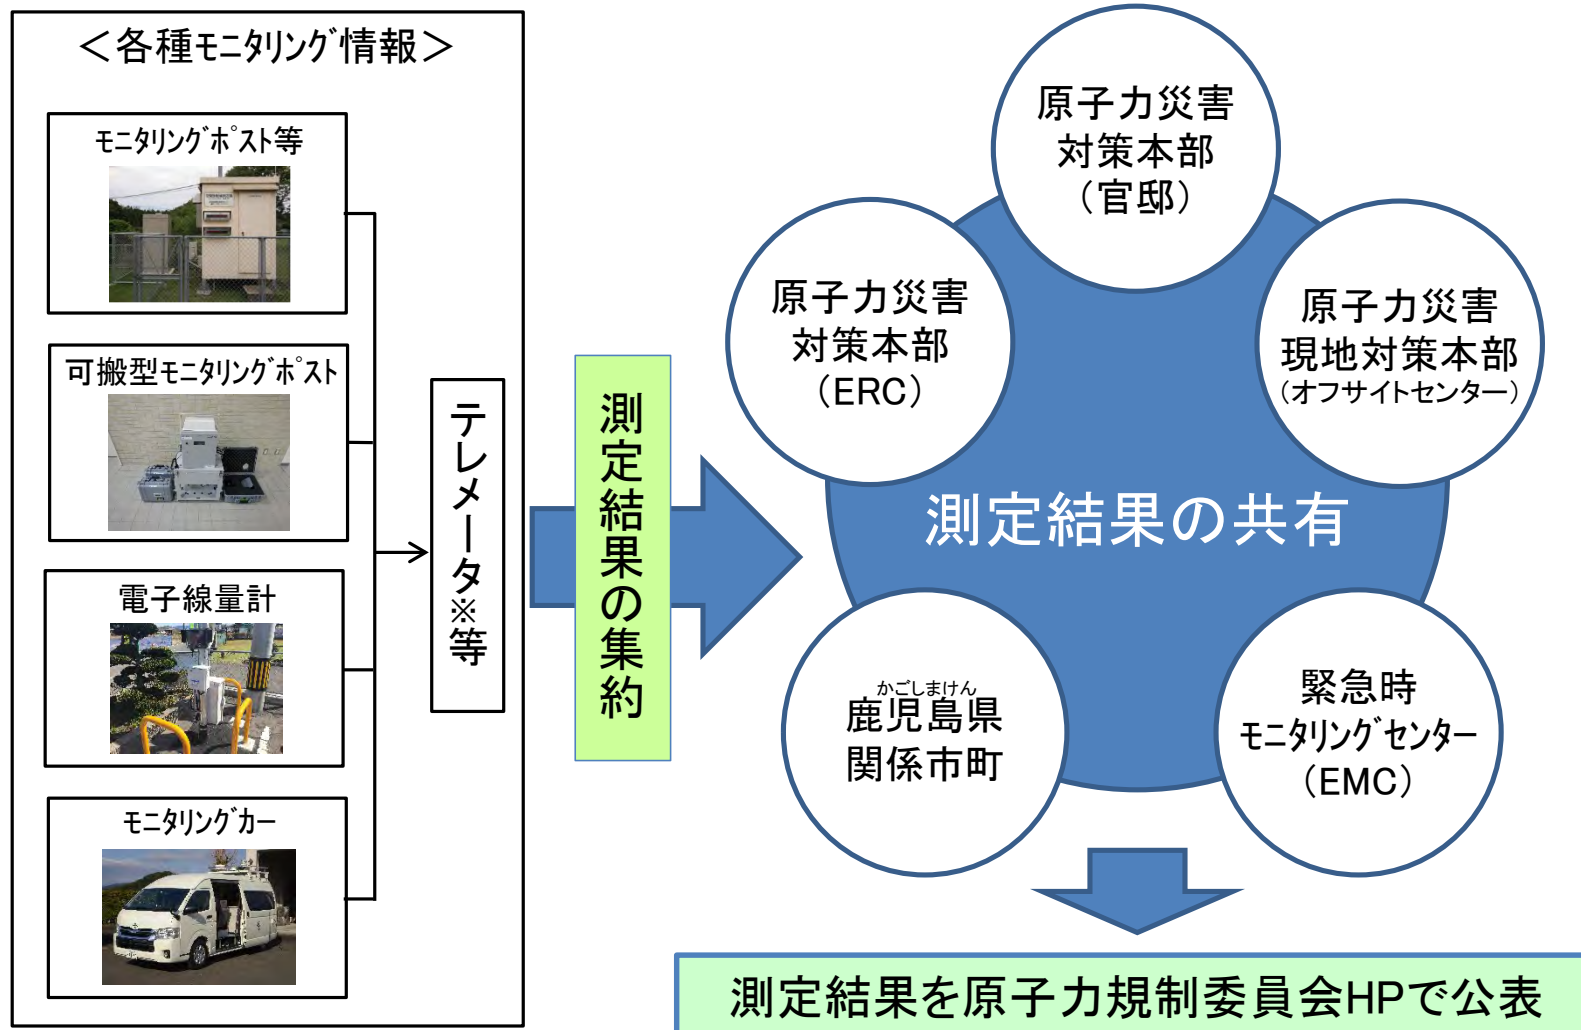 ＜各種ﾓﾆﾀﾘﾝｸﾞ情報＞
ﾓﾆﾀﾘﾝｸﾞﾎﾟｽﾄ等
可搬型ﾓﾆﾀﾘﾝｸﾞﾎﾟｽﾄ
電子線量計
ﾓﾆﾀﾘﾝｸﾞｶｰ
テレメータ※等
測定結果の集約
原子力災害
対策本部
（官邸）
原子力災害
対策本部
（ERC）
原子力災害
現地対策本部
（オフサイトセンター）
測定結果の共有
かごしまけん
鹿児島県
関係市町
緊急時
ﾓﾆﾀﾘﾝｸﾞｾﾝﾀｰ
（EMC）
測定結果を原子力規制委員会HPで公表